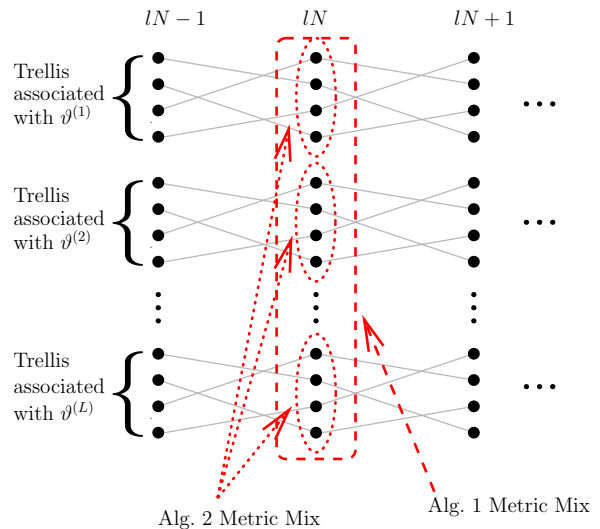 lN − 1 lN lN + 1
Trellis
associated
with ϑ^(1)
...
Trellis
associated
with ϑ^(2)
...
Trellis
associated
with ϑ^(L)
...
Alg. 2 Metric Mix
Alg. 1 Metric Mix